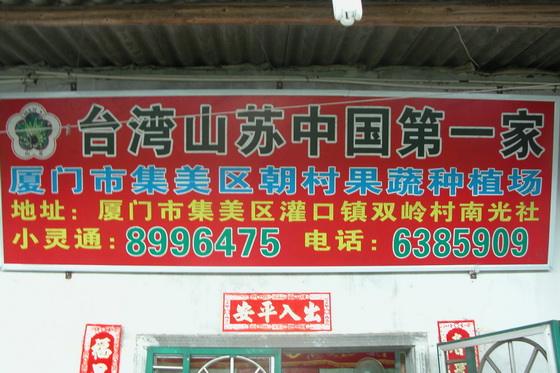 台湾山苏中国第一家
厦门市集美区朝村果蔬种植场
地址：厦门市集美区灌口镇双岭村南光社
小灵通：8996475 电话：6385909
安平入出
福